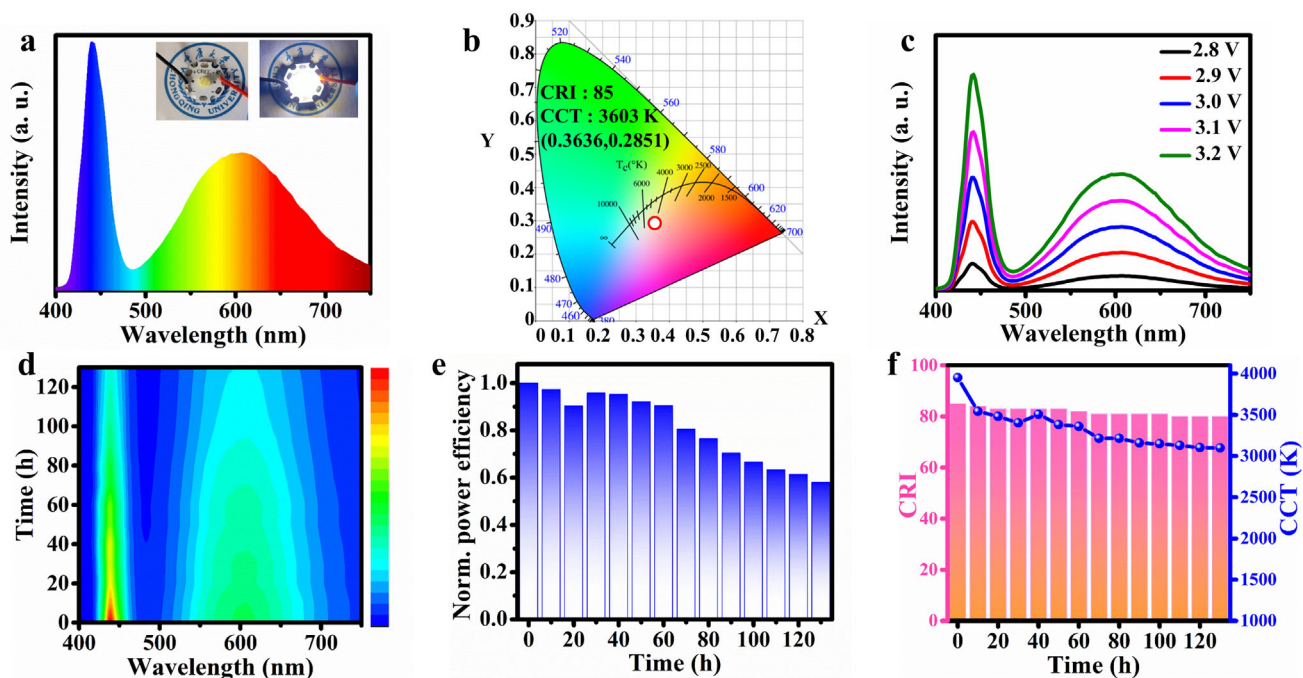 a
HONGQING UNIVERSITY
Intensity (a. u.)
400 500 600 700
Wavelength (nm)
b
0.9
0.8
0.7
0.6
0.5
0.4
0.3
0.2
0.1
0
Y
CRI : 85
CCT : 3603 K
(0.3636,0.2851)
Tc(°K)
520
540
560
580
600
620
700
490
480
470
460
380
∞
10000
6000
4000
3000
2500
2000
1500
0 0.1 0.2 0.3 0.4 0.5 0.6 0.7 0.8
X
c
2.8 V
2.9 V
3.0 V
3.1 V
3.2 V
Intensity (a. u.)
400 500 600 700
Wavelength (nm)
d
120
100
80
60
40
20
0
Time (h)
400 500 600 700
Wavelength (nm)
e
1.0
0.8
0.6
0.4
0.2
0.0
Norm. power efficiency
0 20 40 60 80 100 120
Time (h)
f
100
80
60
40
20
0
CRI
4000
3500
3000
2500
2000
1500
1000
CCT (K)
0 20 40 60 80 100 120
Time (h)